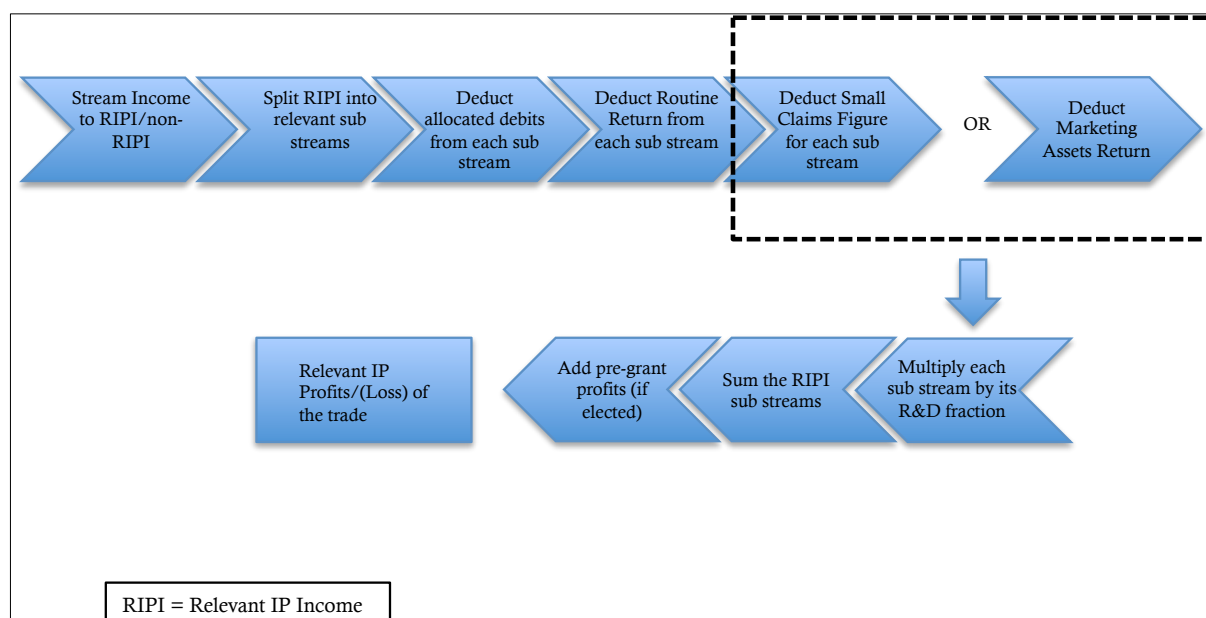 Stream Income
to RIPI/non-
RIPI
Split RIPI into
relevant sub
streams
Deduct
allocated debits
from each sub
stream
Deduct Routine
Return from
each sub stream
Deduct Small
Claims Figure
for each sub
stream
OR
Deduct
Marketing
Assets Return
Relevant IP
Profits/(Loss) of
the trade
Add pre-grant
profits (if
elected)
Sum the RIPI
sub streams
Multiply each
sub stream by its
R&D fraction
RIPI = Relevant IP Income